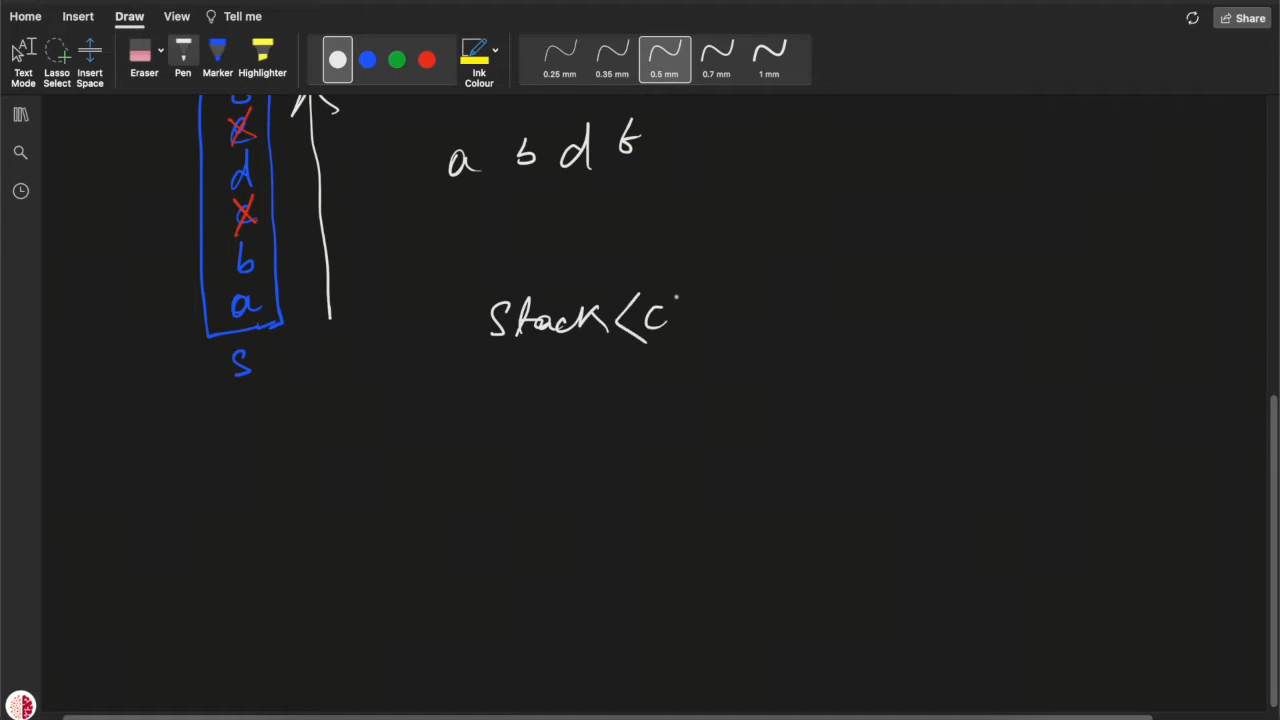 Home Insert Draw View Tell me
Share
Text Mode
Lasso Select
Insert Space
Eraser
Pen
Marker
Highlighter
Ink Colour
0.25 mm
0.35 mm
0.5 mm
0.7 mm
1 mm
a b d
d
c
b
a
Stack<c
s